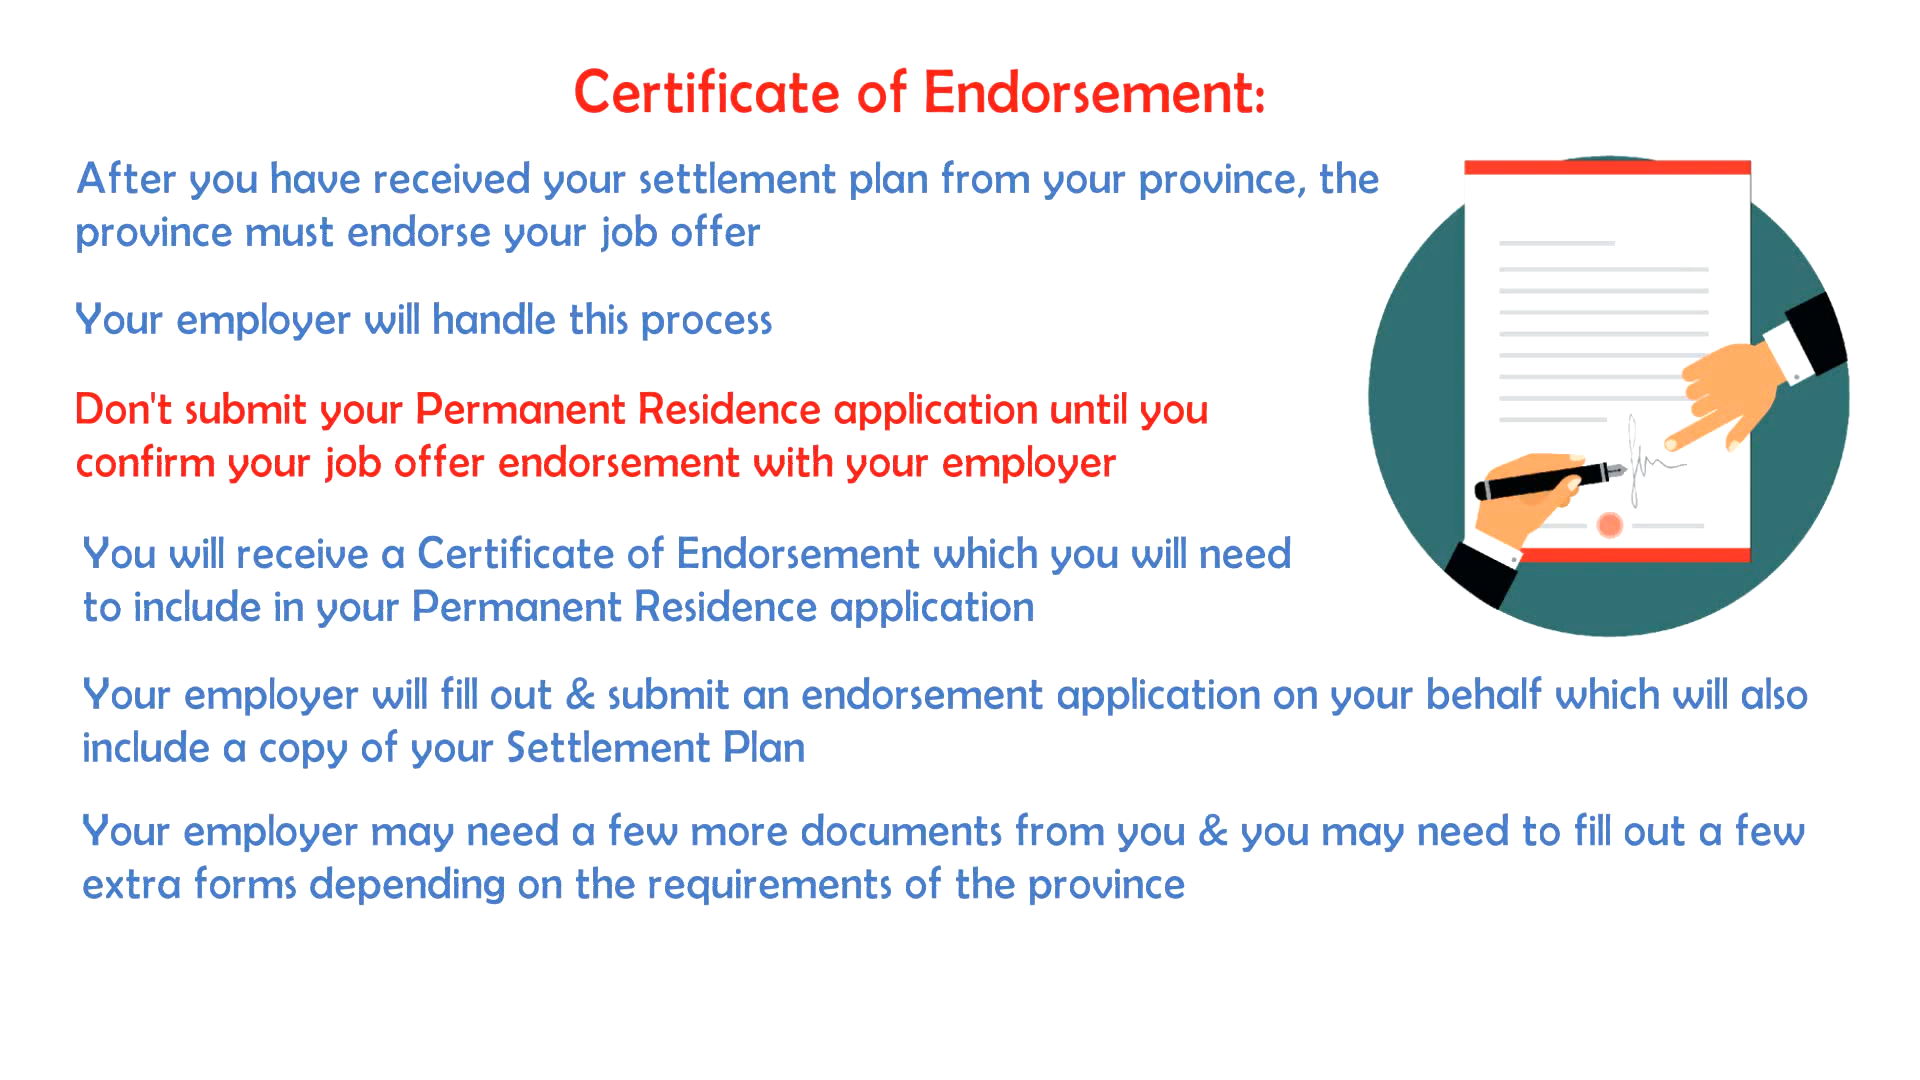 Certificate of Endorsement:
After you have received your settlement plan from your province, the
province must endorse your job offer
Your employer will handle this process
Don't submit your Permanent Residence application until you
confirm your job offer endorsement with your employer
You will receive a Certificate of Endorsement which you will need
to include in your Permanent Residence application
Your employer will fill out & submit an endorsement application on your behalf which will also
include a copy of your Settlement Plan
Your employer may need a few more documents from you & you may need to fill out a few
extra forms depending on the requirements of the province